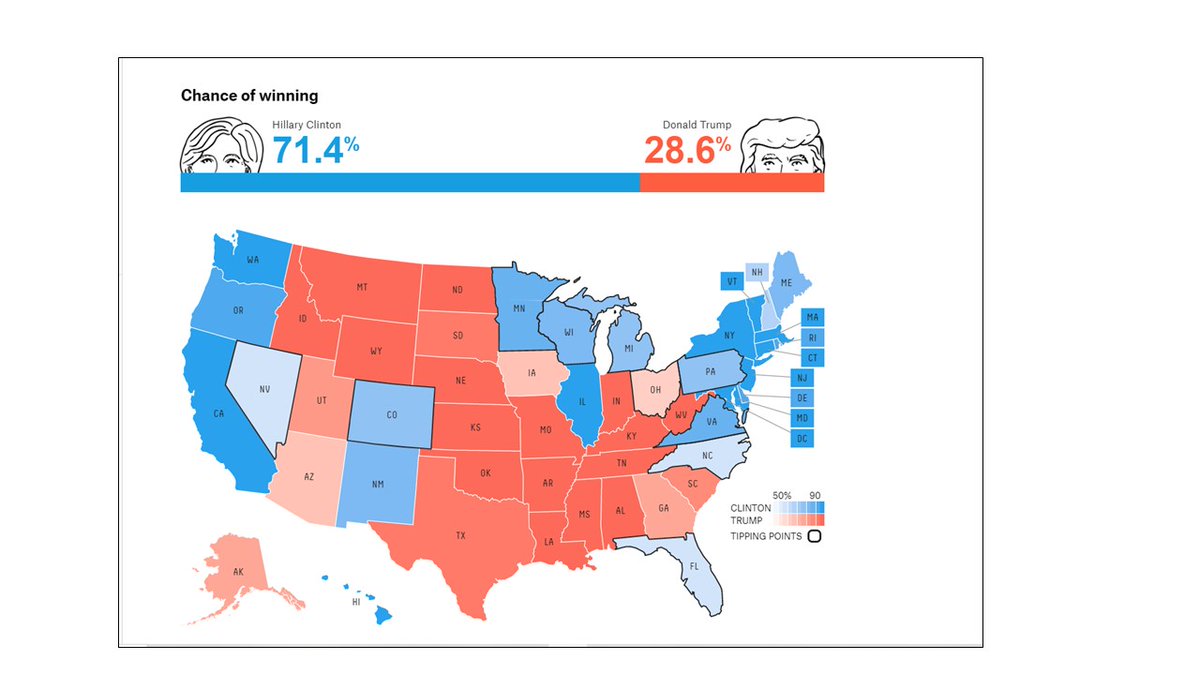 Chance of winning
Hillary Clinton
71.4%
Donald Trump
28.6%
WA
OR
CA
NV
ID
MT
WY
UT
AZ
CO
NM
ND
SD
NE
KS
OK
TX
MN
IA
MO
AR
LA
WI
IL
MI
IN
OH
KY
TN
MS
AL
GA
FL
SC
NC
VA
WV
PA
NY
VT
NH
ME
MA
RI
CT
NJ
DE
MD
DC
AK
HI
50% 90
CLINTON
TRUMP
TIPPING POINTS